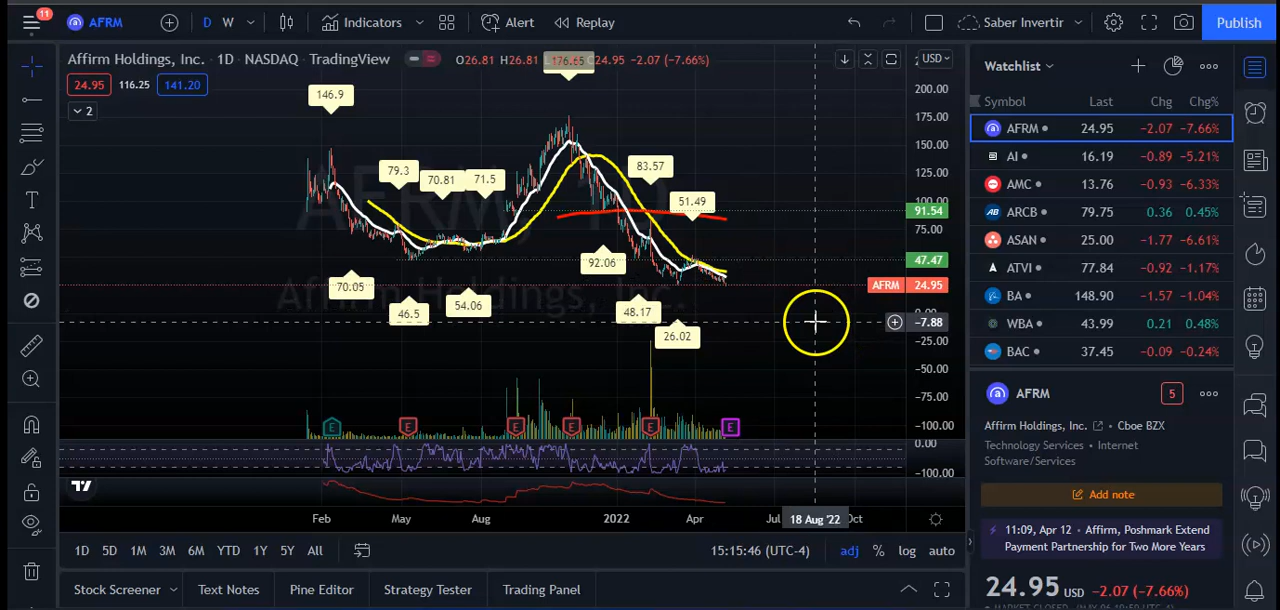 11
AFRM
D
W
Indicators
Alert
Replay
Saber Invertir
Publish
Affirm Holdings, Inc. · 1D · NASDAQ · TradingView
O26.81 H26.81
C24.95 −2.07 (−7.66%)
USD
24.95
116.25
141.20
2
176.65
146.9
79.3
70.81
71.5
83.57
51.49
92.06
70.05
46.5
54.06
48.17
26.02
AFRM, 1D
Affirm Holdings, Inc.
200.00
175.00
150.00
125.00
91.54
75.00
47.47
AFRM 24.95
0.00
−7.88
−25.00
−50.00
−75.00
−100.00
0.00
−100.00
E
E
E
E
E
E
Feb
May
Aug
2022
Apr
Jul
18 Aug '22
Oct
1D
5D
1M
3M
6M
YTD
1Y
5Y
All
15:15:46 (UTC-4)
adj
%
log
auto
Stock Screener
Text Notes
Pine Editor
Strategy Tester
Trading Panel
Watchlist
Symbol Last Chg Chg%
AFRM 24.95 −2.07 −7.66%
AI 16.19 −0.89 −5.21%
AMC 13.76 −0.93 −6.33%
ARCB 79.75 0.36 0.45%
ASAN 25.00 −1.77 −6.61%
ATVI 77.84 −0.92 −1.17%
BA 148.90 −1.57 −1.04%
WBA 43.99 0.21 0.48%
BAC 37.45 −0.09 −0.24%
AFRM
5
Affirm Holdings, Inc. • Cboe BZX
Technology Services • Internet
Software/Services
Add note
11:09, Apr 12 • Affirm, Poshmark Extend
Payment Partnership for Two More Years
24.95 USD −2.07 (−7.66%)